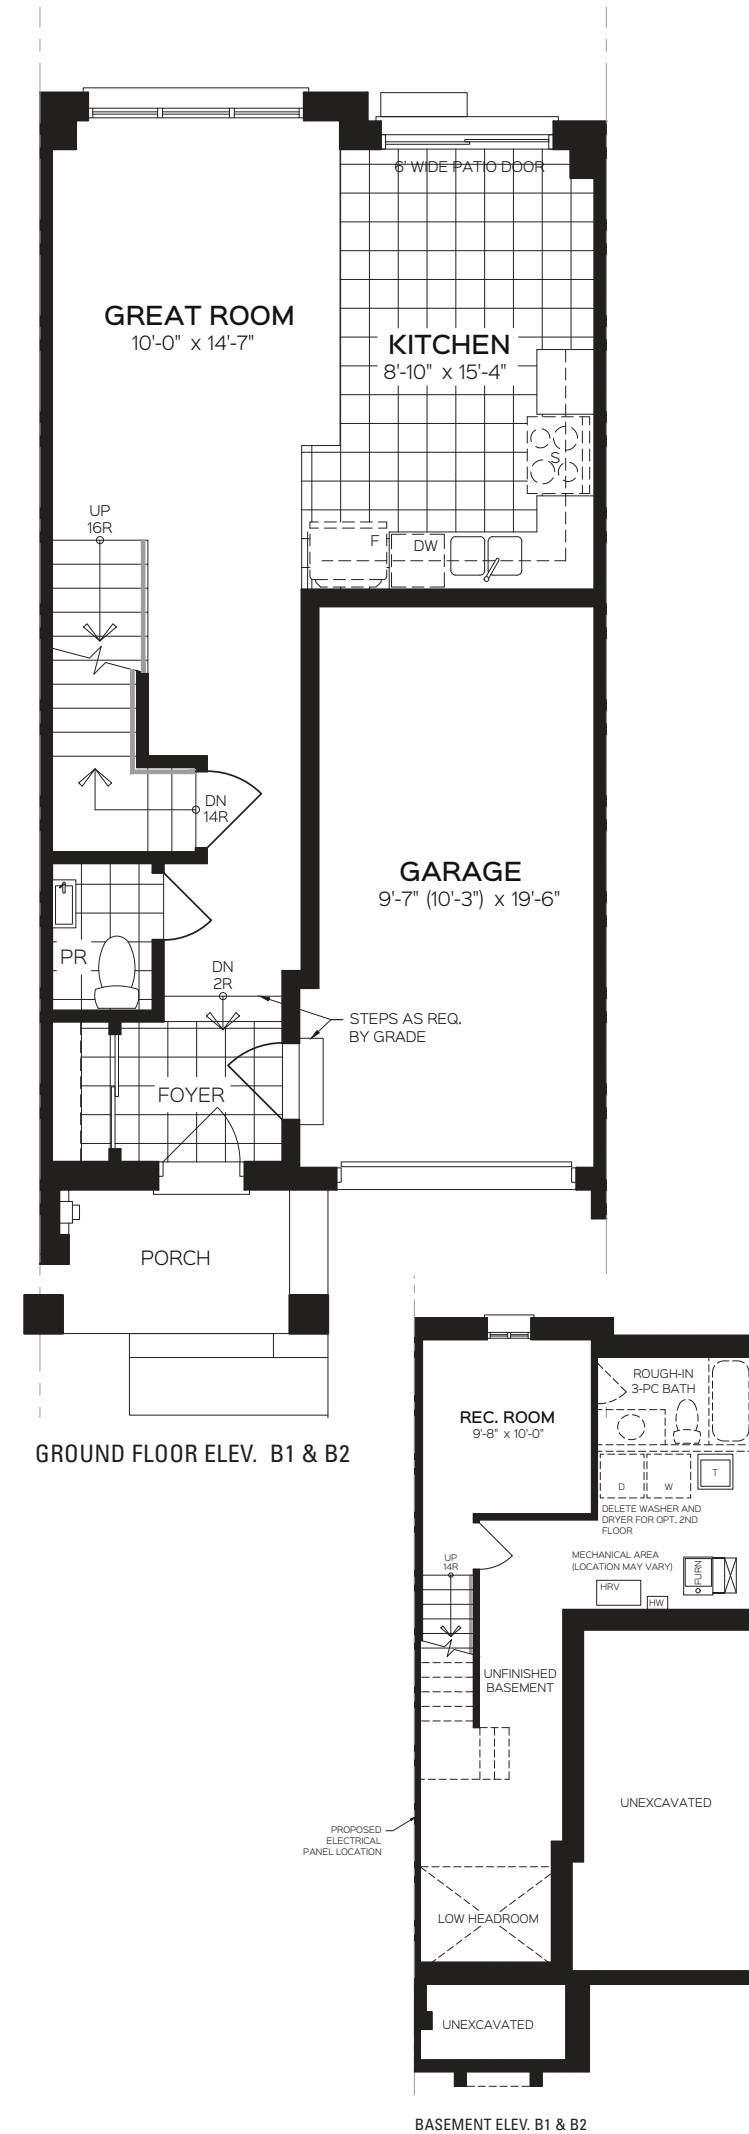 6' WIDE PATIO DOOR
GREAT ROOM
10'-0" x 14'-7"
KITCHEN
8'-10" x 15'-4"
S
UP
16R
F
DW
DN
14R
GARAGE
9'-7" (10'-3") x 19'-6"
PR
DN
2R
STEPS AS REQ.
BY GRADE
FOYER
PORCH
GROUND FLOOR ELEV. B1 & B2
ROUGH-IN
3-PC BATH
REC. ROOM
9'-8" x 10'-0"
D
W
T
DELETE WASHER AND
DRYER FOR OPT. 2ND
FLOOR
MECHANICAL AREA
(LOCATION MAY VARY)
UP
14R
HRV
HW
FURN
UNFINISHED
BASEMENT
UNEXCAVATED
PROPOSED
ELECTRICAL
PANEL LOCATION
LOW HEADROOM
UNEXCAVATED
BASEMENT ELEV. B1 & B2